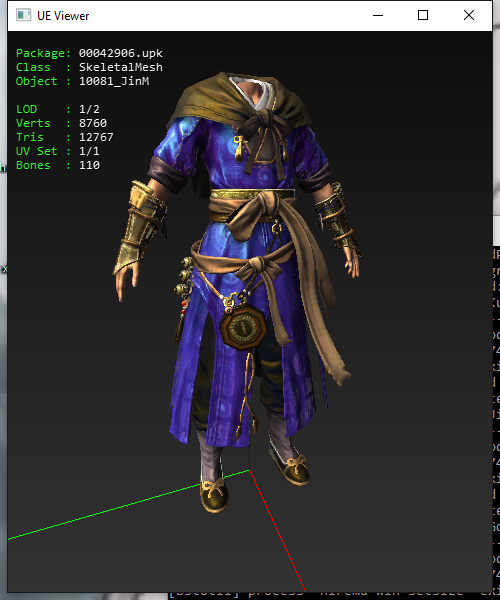 UE Viewer
Package: 00042906.upk
Class : SkeletalMesh
Object : 10081_JinM
LOD : 1/2
Verts : 8760
Tris : 12767
UV Set : 1/1
Bones : 110